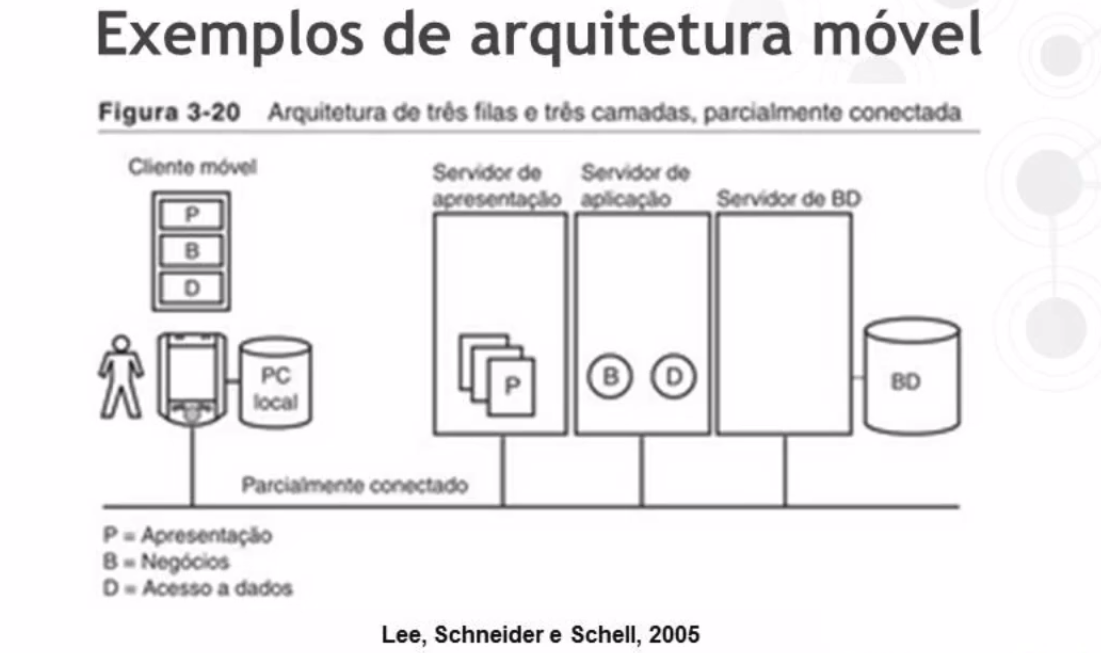 Exemplos de arquitetura móvel
Figura 3-20 Arquitetura de três filas e três camadas, parcialmente conectada
Cliente móvel
P
B
D
PC
local
Servidor de
apresentação
P
Servidor de
aplicação
B
D
Servidor de BD
BD
Parcialmente conectado
P = Apresentação
B = Negócios
D = Acesso a dados
Lee, Schneider e Schell, 2005